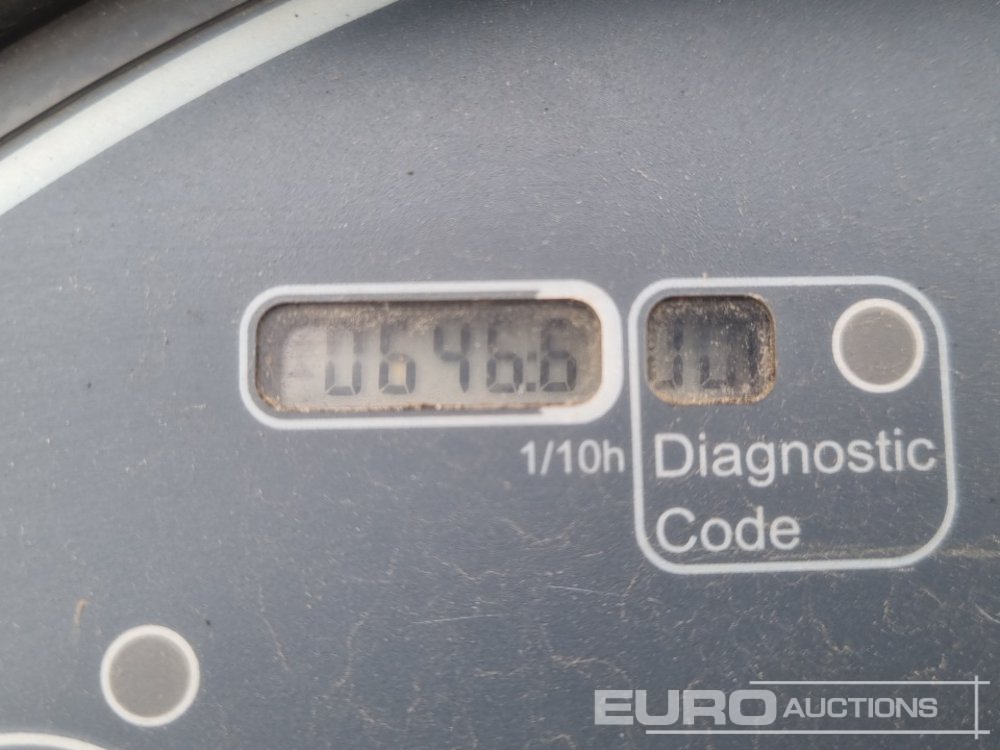 0646:6
1/10h
Diagnostic
Code
EURO AUCTIONS